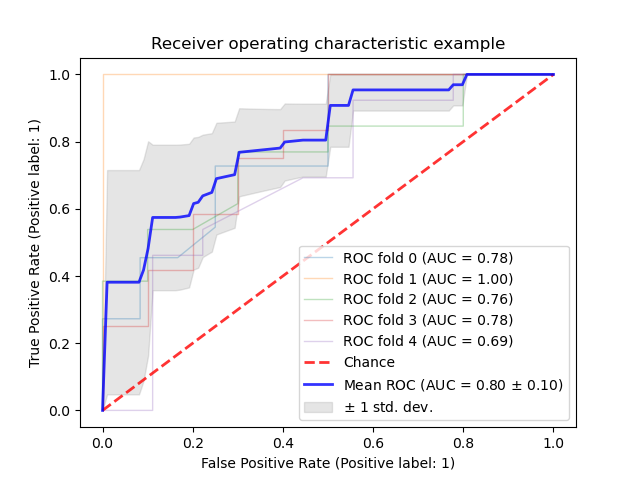 Receiver operating characteristic example
1.0
0.8
0.6
0.4
0.2
0.0
True Positive Rate (Positive label: 1)
ROC fold 0 (AUC = 0.78)
ROC fold 1 (AUC = 1.00)
ROC fold 2 (AUC = 0.76)
ROC fold 3 (AUC = 0.78)
ROC fold 4 (AUC = 0.69)
Chance
Mean ROC (AUC = 0.80 ± 0.10)
± 1 std. dev.
0.0 0.2 0.4 0.6 0.8 1.0
False Positive Rate (Positive label: 1)